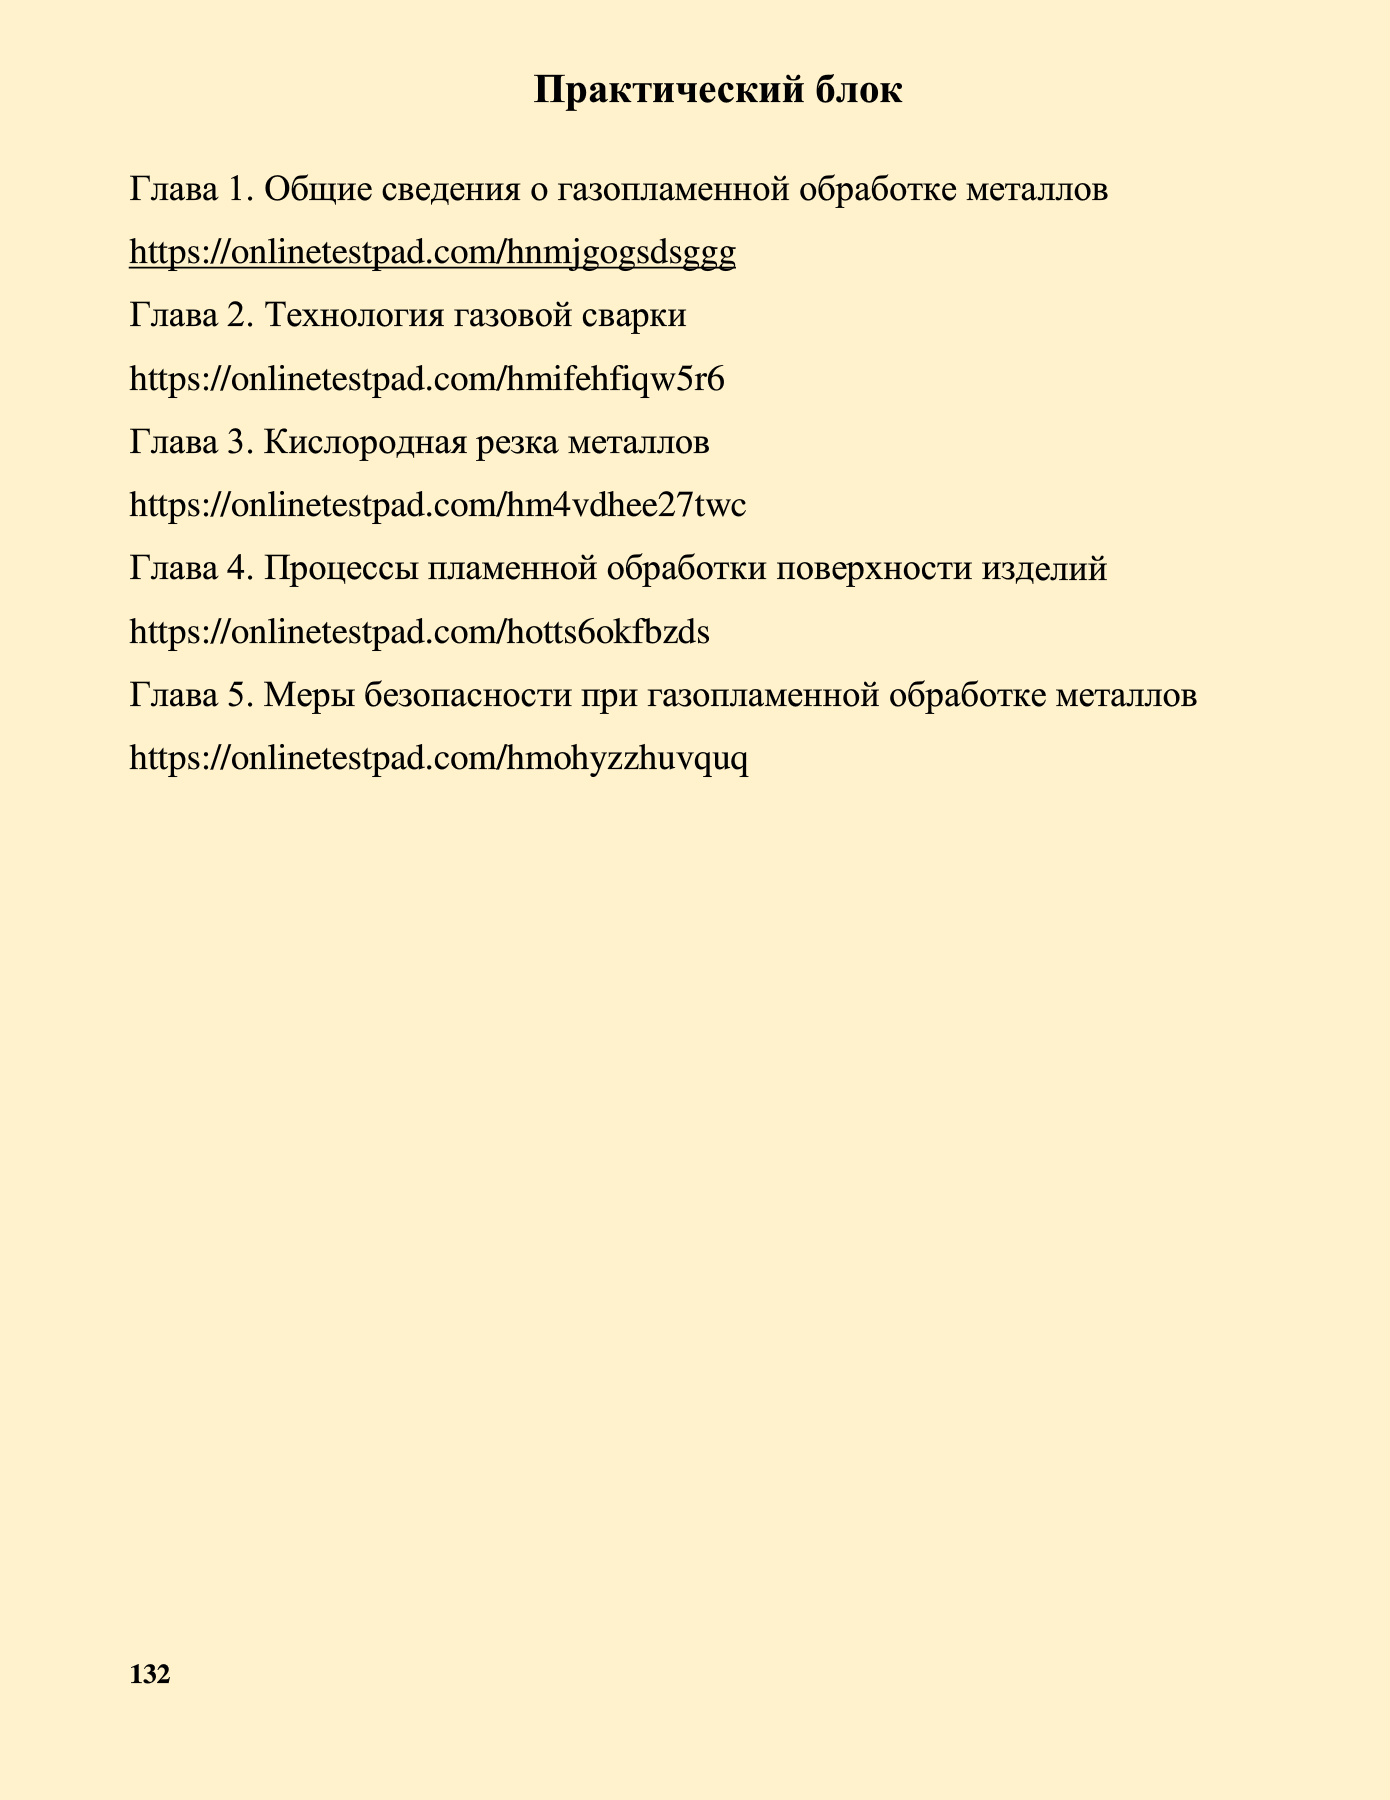 Практический блок
Глава 1. Общие сведения о газопламенной обработке металлов
https://onlinetestpad.com/hnmjgogsdsggg
Глава 2. Технология газовой сварки
https://onlinetestpad.com/hmifehfiqw5r6
Глава 3. Кислородная резка металлов
https://onlinetestpad.com/hm4vdhee27twc
Глава 4. Процессы пламенной обработки поверхности изделий
https://onlinetestpad.com/hotts6okfbzds
Глава 5. Меры безопасности при газопламенной обработке металлов
https://onlinetestpad.com/hmohyzzhuvquq
132